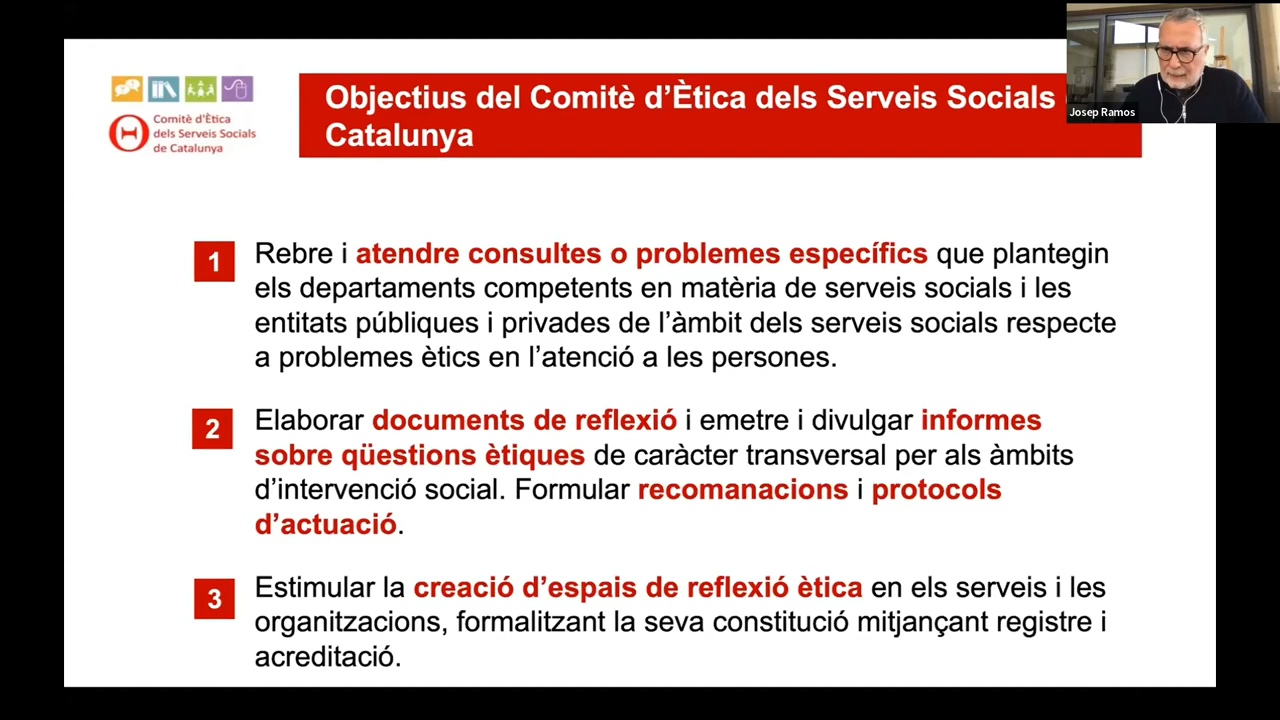 Comitè d'Ètica
dels Serveis Socials
de Catalunya
Objectius del Comitè d’Ètica dels Serveis Socials
Catalunya
Josep Ramos
1
Rebre i atendre consultes o problemes específics que plantegin
els departaments competents en matèria de serveis socials i les
entitats públiques i privades de l’àmbit dels serveis socials respecte
a problemes ètics en l’atenció a les persones.
2
Elaborar documents de reflexió i emetre i divulgar informes
sobre qüestions ètiques de caràcter transversal per als àmbits
d’intervenció social. Formular recomanacions i protocols
d’actuació.
3
Estimular la creació d’espais de reflexió ètica en els serveis i les
organitzacions, formalitzant la seva constitució mitjançant registre i
acreditació.